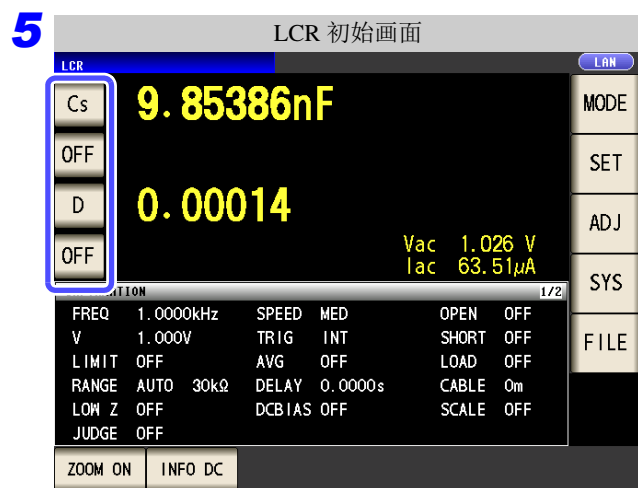 5
LCR 初始画面
LCR
LAN
Cs
9.85386nF
MODE
OFF
SET
D
0.00014
ADJ
OFF
Vac 1.026 V
Iac 63.51μA
SYS
1/2
FREQ 1.0000kHz SPEED MED OPEN OFF
V 1.000V TRIG INT SHORT OFF
FILE
LIMIT OFF AVG OFF LOAD OFF
RANGE AUTO 30kΩ DELAY 0.0000s CABLE 0m
LOW Z OFF DCBIAS OFF SCALE OFF
JUDGE OFF
ZOOM ON INFO DC